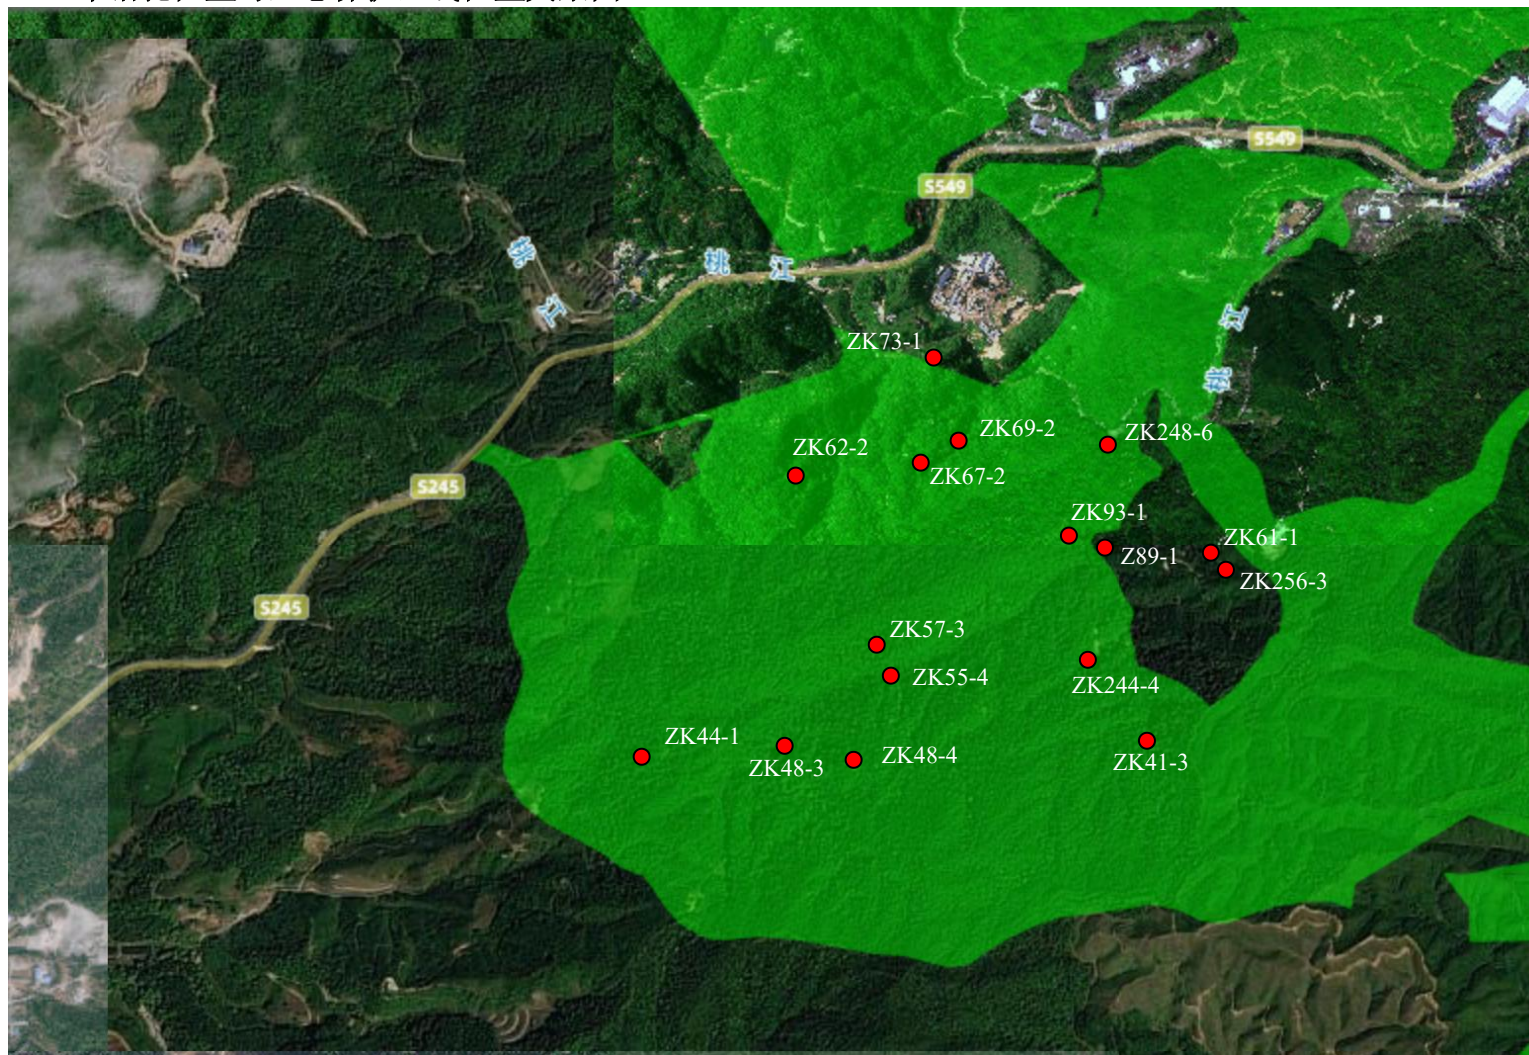 S549
S549
桃
江
桃
江
江
桃
ZK73-1
ZK69-2
ZK248-6
ZK62-2
ZK67-2
S245
ZK93-1
ZK61-1
Z89-1
ZK256-3
S245
ZK57-3
ZK55-4
ZK244-4
ZK44-1
ZK48-3
ZK48-4
ZK41-3